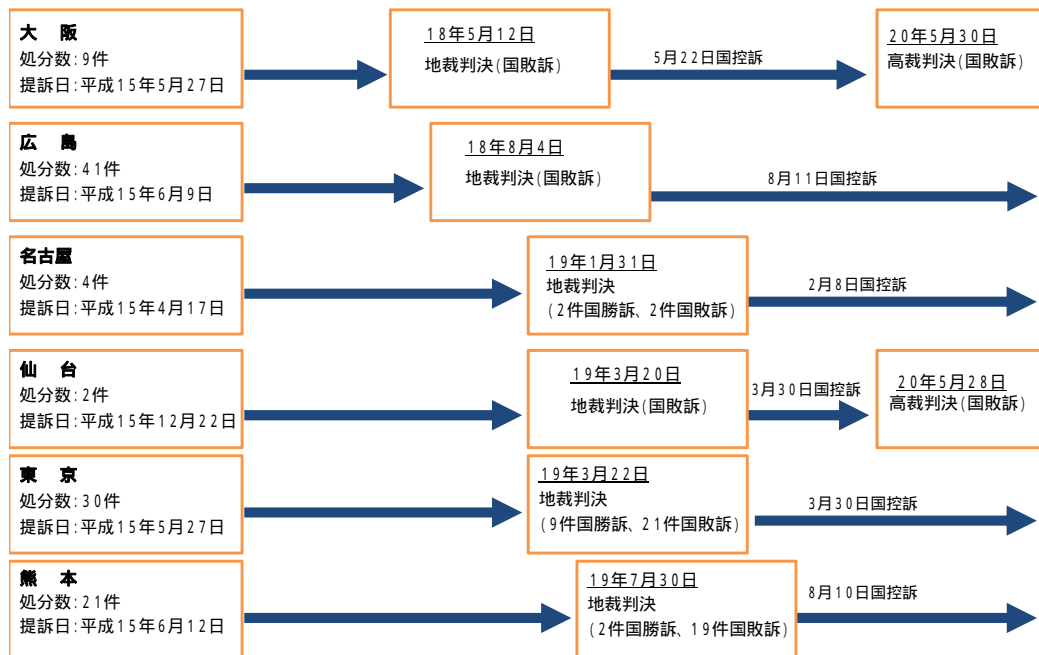 大　阪
処分数:9件
提訴日:平成15年5月27日
18年5月12日
地裁判決(国敗訴)
5月22日国控訴
20年5月30日
高裁判決(国敗訴)
広　島
処分数:41件
提訴日:平成15年6月9日
18年8月4日
地裁判決(国敗訴)
8月11日国控訴
名古屋
処分数:4件
提訴日:平成15年4月17日
19年1月31日
地裁判決
(2件国勝訴、2件国敗訴)
2月8日国控訴
仙　台
処分数:2件
提訴日:平成15年12月22日
19年3月20日
地裁判決(国敗訴)
3月30日国控訴
20年5月28日
高裁判決(国敗訴)
東　京
処分数:30件
提訴日:平成15年5月27日
19年3月22日
地裁判決
(9件国勝訴、21件国敗訴)
3月30日国控訴
熊　本
処分数:21件
提訴日:平成15年6月12日
19年7月30日
地裁判決
(2件国勝訴、19件国敗訴)
8月10日国控訴